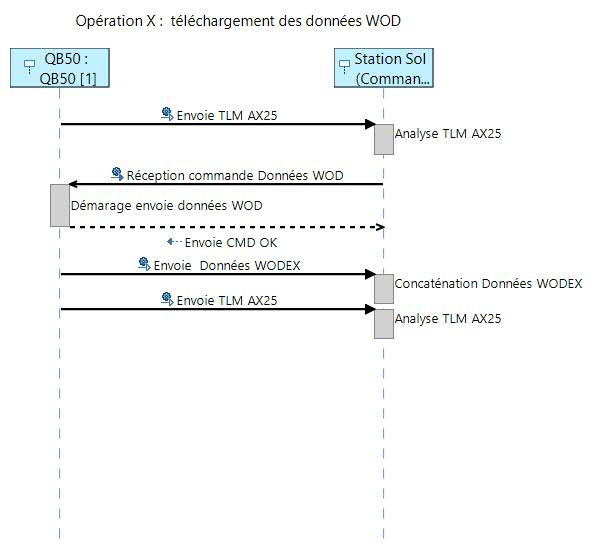 Opération X : téléchargement des données WOD
QB50 :
QB50 [1]
Station Sol
(Comman...
Envoie TLM AX25
Analyse TLM AX25
Réception commande Données WOD
Démarage envoie données WOD
Envoie CMD OK
Envoie Données WODEX
Concaténation Données WODEX
Envoie TLM AX25
Analyse TLM AX25